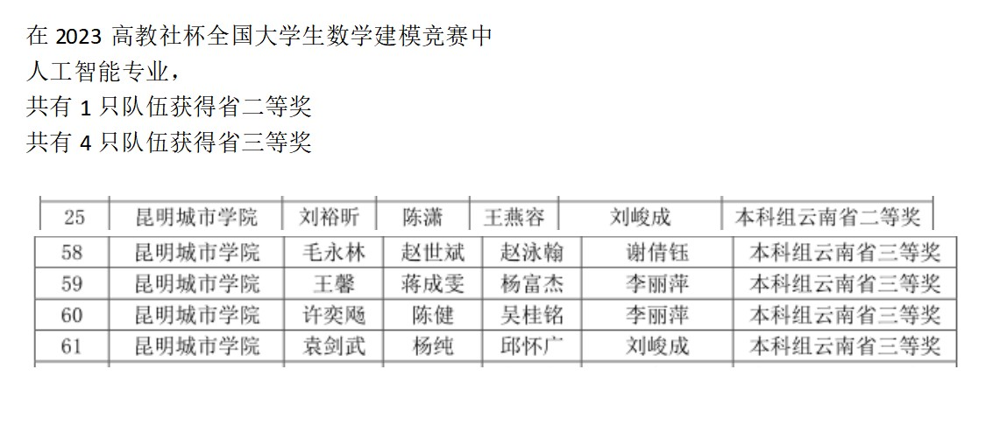 在 2023 高教社杯全国大学生数学建模竞赛中
人工智能专业，
共有 1 只队伍获得省二等奖
共有 4 只队伍获得省三等奖
25 昆明城市学院 刘裕昕 陈潇 王燕容 刘峻成 本科组云南省二等奖
58 昆明城市学院 毛永林 赵世斌 赵泳翰 谢倩钰 本科组云南省三等奖
59 昆明城市学院 王馨 蒋成雯 杨富杰 李丽萍 本科组云南省三等奖
60 昆明城市学院 许奕飏 陈健 吴桂铭 李丽萍 本科组云南省三等奖
61 昆明城市学院 袁剑武 杨纯 邱怀广 刘峻成 本科组云南省三等奖